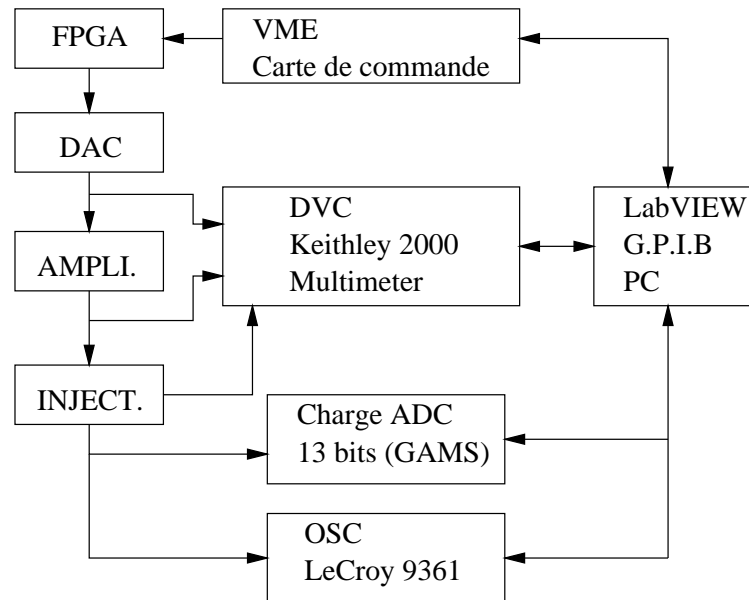 FPGA
VME
Carte de commande
DAC
DVC
Keithley 2000
Multimeter
LabVIEW
G.P.I.B
PC
AMPLI.
INJECT.
Charge ADC
13 bits (GAMS)
OSC
LeCroy 9361